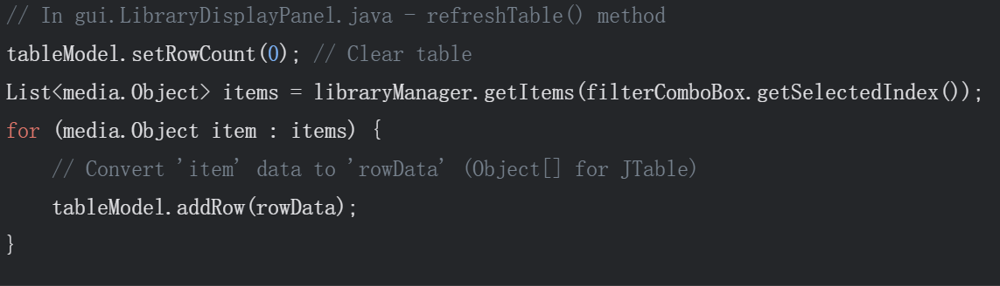 // In gui.LibraryDisplayPanel.java - refreshTable() method
tableModel.setRowCount(0); // Clear table
List<media.Object> items = libraryManager.getItems(filterComboBox.getSelectedIndex());
for (media.Object item : items) {
    // Convert 'item' data to 'rowData' (Object[] for JTable)
    tableModel.addRow(rowData);
}